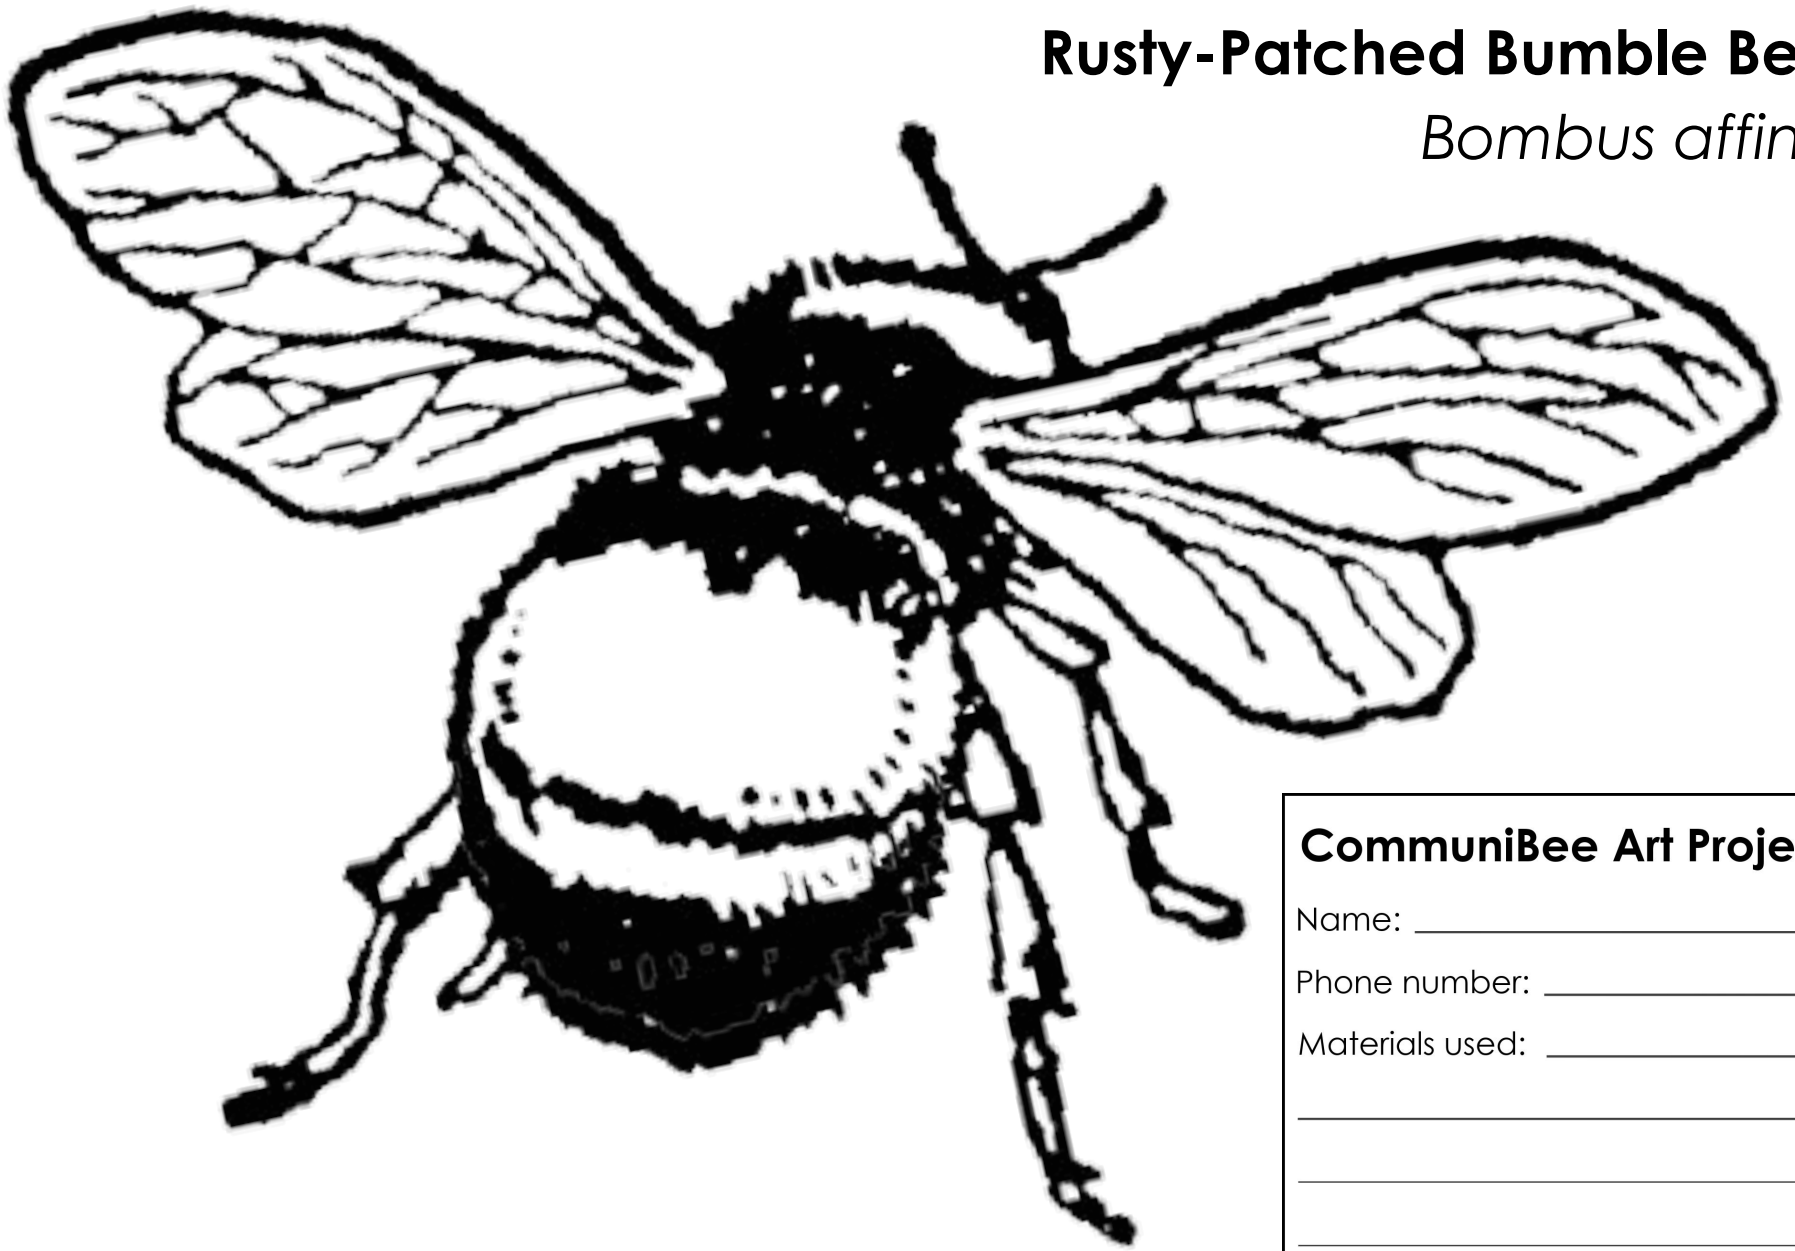 Rusty-Patched Bumble Be
Bombus affin
CommuniBee Art Proje
Name:
Phone number:
Materials used: